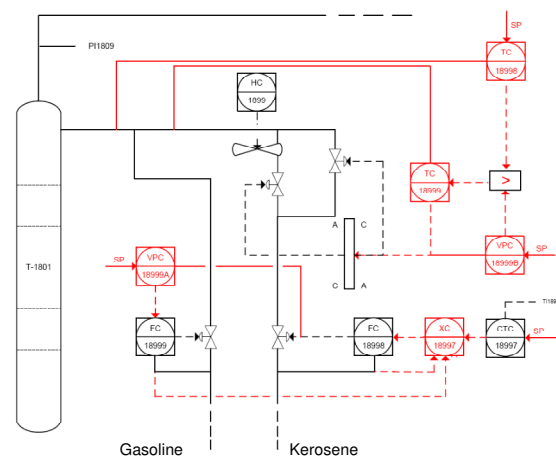 SP
TC
18998
PI1809
HC
1899
TC
18999
>
A C
T-1801
SP
VPC
18999A
VPC
18999B
SP
C A
FC
18999
FC
18998
XC
18997
CTC
18997
SP
Gasoline
Kerosene